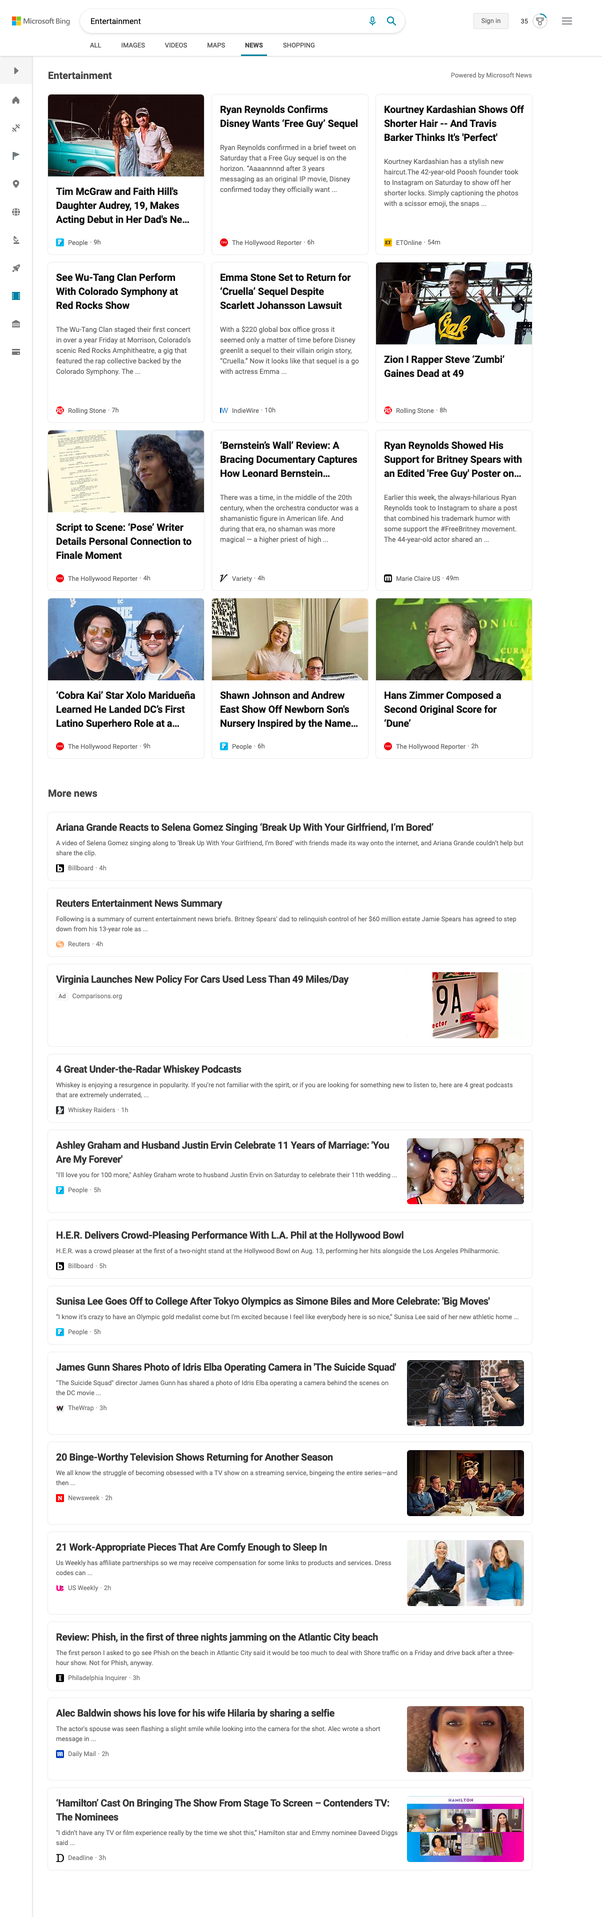 Microsoft Bing
Entertainment
Sign in
35
ALL IMAGES VIDEOS MAPS NEWS SHOPPING
Entertainment
Powered by Microsoft News
Tim McGraw and Faith Hill's
Daughter Audrey, 19, Makes
Acting Debut in Her Dad's Ne...
People · 9h
Ryan Reynolds Confirms
Disney Wants 'Free Guy' Sequel
Ryan Reynolds confirmed in a brief tweet on
Saturday that a Free Guy sequel is on the
horizon. "Aaaannnnd after 3 years
messaging as an original IP movie, Disney
confirmed today they officially want ...
The Hollywood Reporter · 6h
Kourtney Kardashian Shows Off
Shorter Hair -- And Travis
Barker Thinks It's 'Perfect'
Kourtney Kardashian has a stylish new
haircut.The 42-year-old Poosh founder took
to Instagram on Saturday to show off her
shorter locks. Simply captioning the photos
with a scissor emoji, the snaps ...
ET
ETOnline · 54m
See Wu-Tang Clan Perform
With Colorado Symphony at
Red Rocks Show
The Wu-Tang Clan staged their first concert
in over a year Friday at Morrison, Colorado's
scenic Red Rocks Amphitheatre, a gig that
featured the rap collective backed by the
Colorado Symphony. The ...
Rolling Stone · 7h
Emma Stone Set to Return for
'Cruella' Sequel Despite
Scarlett Johansson Lawsuit
With a $220 global box office gross it
seemed only a matter of time before Disney
greenlit a sequel to their villain origin story,
"Cruella." Now it looks like that sequel is a go
with actress Emma ...
IW
IndieWire · 10h
Oak
Zion I Rapper Steve 'Zumbi'
Gaines Dead at 49
Rolling Stone · 8h
Script to Scene: 'Pose' Writer
Details Personal Connection to
Finale Moment
The Hollywood Reporter · 4h
'Bernstein's Wall' Review: A
Bracing Documentary Captures
How Leonard Bernstein...
There was a time, in the middle of the 20th
century, when the orchestra conductor was a
shamanistic figure in American life. And
during that era, no shaman was more
magical — a higher priest of high ...
V
Variety · 4h
Ryan Reynolds Showed His
Support for Britney Spears with
an Edited 'Free Guy' Poster on...
Earlier this week, the always-hilarious Ryan
Reynolds took to Instagram to share a post
that combined his trademark humor with
some support the #FreeBritney movement.
The 44-year-old actor shared an ...
Marie Claire US · 49m
'Cobra Kai' Star Xolo Maridueña
Learned He Landed DC's First
Latino Superhero Role at a...
The Hollywood Reporter · 9h
Shawn Johnson and Andrew
East Show Off Newborn Son's
Nursery Inspired by the Name...
People · 6h
Hans Zimmer Composed a
Second Original Score for
'Dune'
The Hollywood Reporter · 2h
More news
Ariana Grande Reacts to Selena Gomez Singing 'Break Up With Your Girlfriend, I'm Bored'
A video of Selena Gomez singing along to 'Break Up With Your Girlfriend, I'm Bored' with friends made its way onto the internet, and Ariana Grande couldn't help but
share the clip.
b
Billboard · 4h
Reuters Entertainment News Summary
Following is a summary of current entertainment news briefs. Britney Spears' dad to relinquish control of her $60 million estate Jamie Spears has agreed to step
down from his 13-year role as ...
Reuters · 4h
Virginia Launches New Policy For Cars Used Less Than 49 Miles/Day
Ad Comparisons.org
9A
ector
4 Great Under-the-Radar Whiskey Podcasts
Whiskey is enjoying a resurgence in popularity. If you're not familiar with the spirit, or if you are looking for something new to listen to, here are 4 great podcasts
that are extremely underrated, ...
Whiskey Raiders · 1h
Ashley Graham and Husband Justin Ervin Celebrate 11 Years of Marriage: 'You
Are My Forever'
"I'll love you for 100 more," Ashley Graham wrote to husband Justin Ervin on Saturday to celebrate their 11th wedding ...
People · 5h
H.E.R. Delivers Crowd-Pleasing Performance With L.A. Phil at the Hollywood Bowl
H.E.R. was a crowd pleaser at the first of a two-night stand at the Hollywood Bowl on Aug. 13, performing her hits alongside the Los Angeles Philharmonic.
b
Billboard · 5h
Sunisa Lee Goes Off to College After Tokyo Olympics as Simone Biles and More Celebrate: 'Big Moves'
"I know it's crazy to have an Olympic gold medalist come but I'm excited because I feel like everybody here is so nice," Sunisa Lee said of her new athletic home ...
People · 5h
James Gunn Shares Photo of Idris Elba Operating Camera in 'The Suicide Squad'
"The Suicide Squad" director James Gunn has shared a photo of Idris Elba operating a camera behind the scenes on
the DC movie ...
W
TheWrap · 3h
20 Binge-Worthy Television Shows Returning for Another Season
We all know the struggle of becoming obsessed with a TV show on a streaming service, bingeing the entire series—and
then ...
N
Newsweek · 2h
21 Work-Appropriate Pieces That Are Comfy Enough to Sleep In
Us Weekly has affiliate partnerships so we may receive compensation for some links to products and services. Dress
codes can ...
US Weekly · 2h
Review: Phish, in the first of three nights jamming on the Atlantic City beach
The first person I asked to go see Phish on the beach in Atlantic City said it would be too much to deal with Shore traffic on a Friday and drive back after a three-
hour show. Not for Phish, anyway.
Philadelphia Inquirer · 3h
Alec Baldwin shows his love for his wife Hilaria by sharing a selfie
The actor's spouse was seen flashing a slight smile while looking into the camera for the shot. Alec wrote a short
message in ...
Daily Mail · 2h
'Hamilton' Cast On Bringing The Show From Stage To Screen – Contenders TV:
The Nominees
"I didn't have any TV or film experience really by the time we shot this," Hamilton star and Emmy nominee Daveed Diggs
said ...
D
Deadline · 3h
HAMILTON